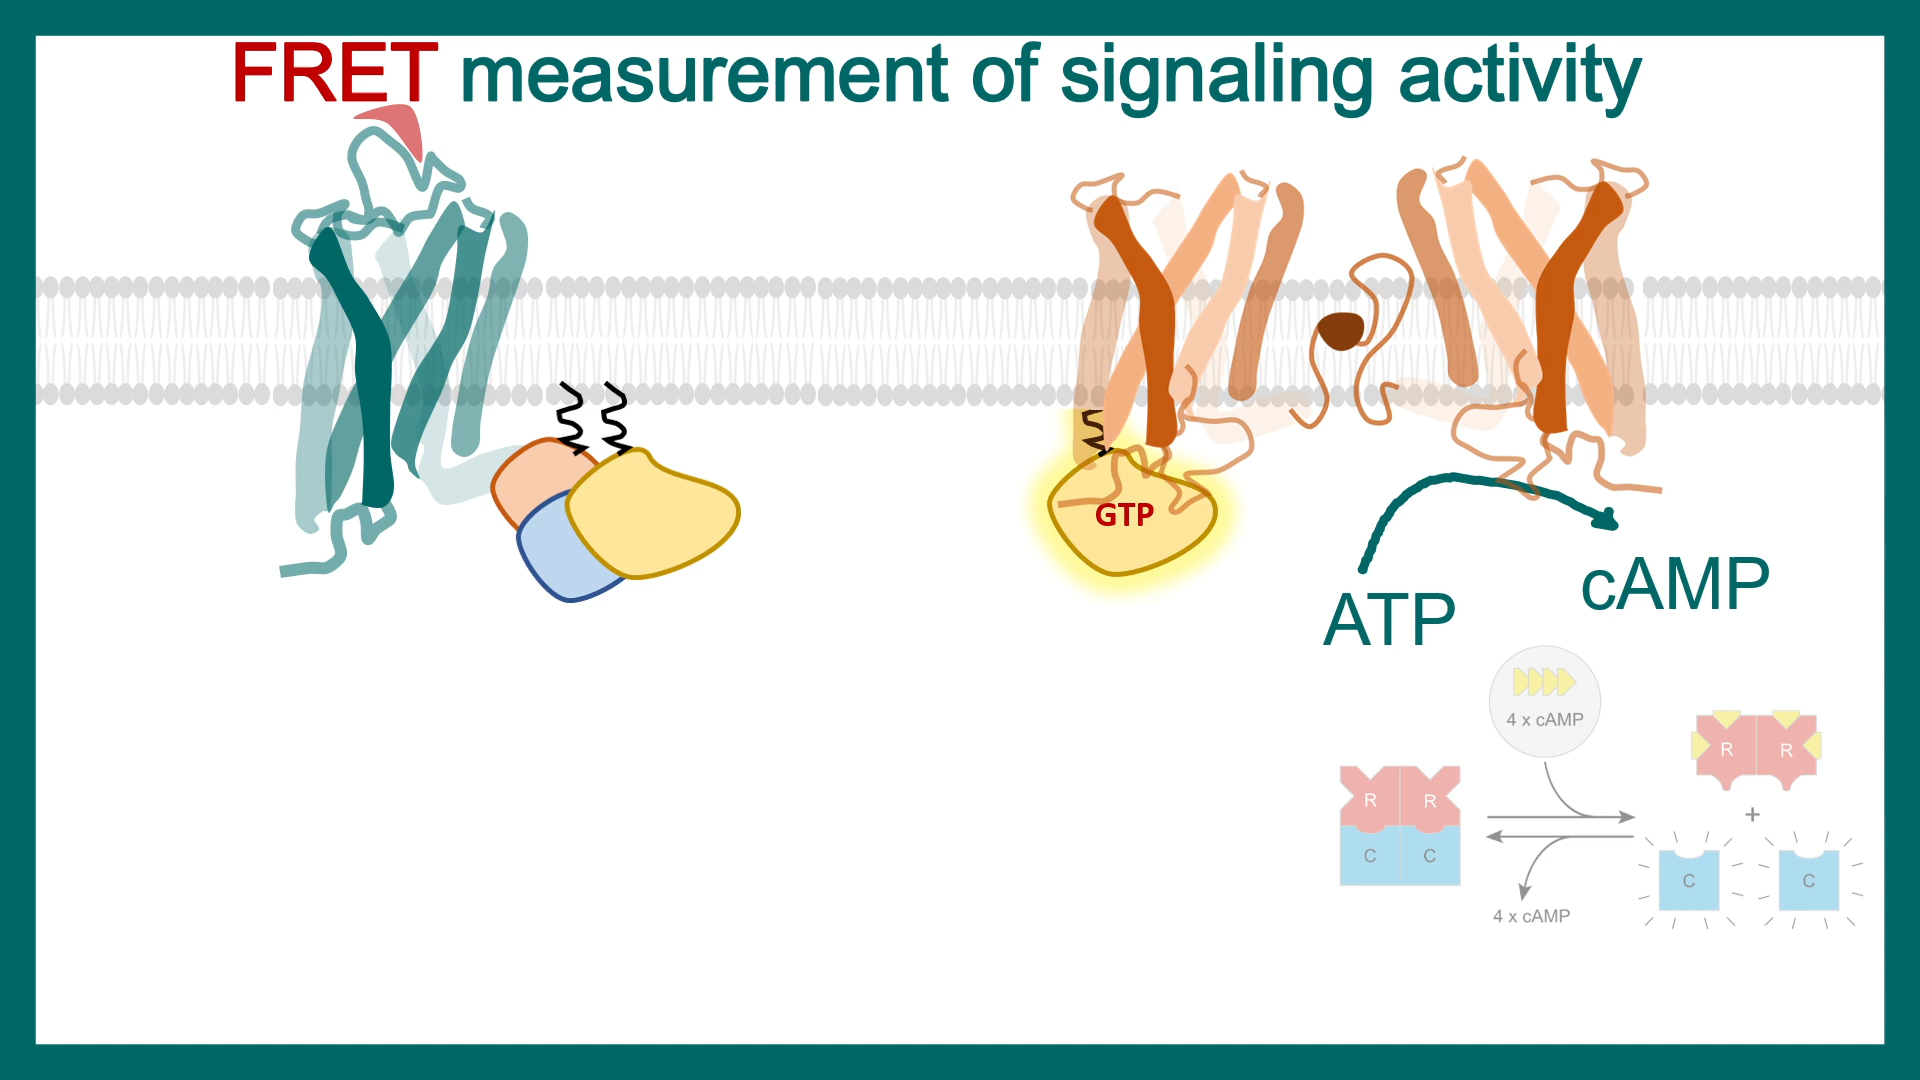 FRET measurement of signaling activity
GTP
ATP
cAMP
4 x cAMP
R R
C C
4 x cAMP
R R
+
C C